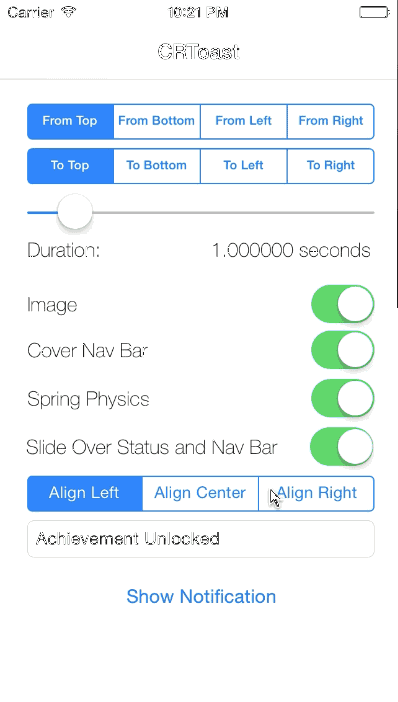 Carrier 10:21 PM
CRToast
From Top From Bottom From Left From Right
To Top To Bottom To Left To Right
Duration: 1.000000 seconds
Image
Cover Nav Bar
Spring Physics
Slide Over Status and Nav Bar
Align Left Align Center Align Right
Achievement Unlocked
Show Notification